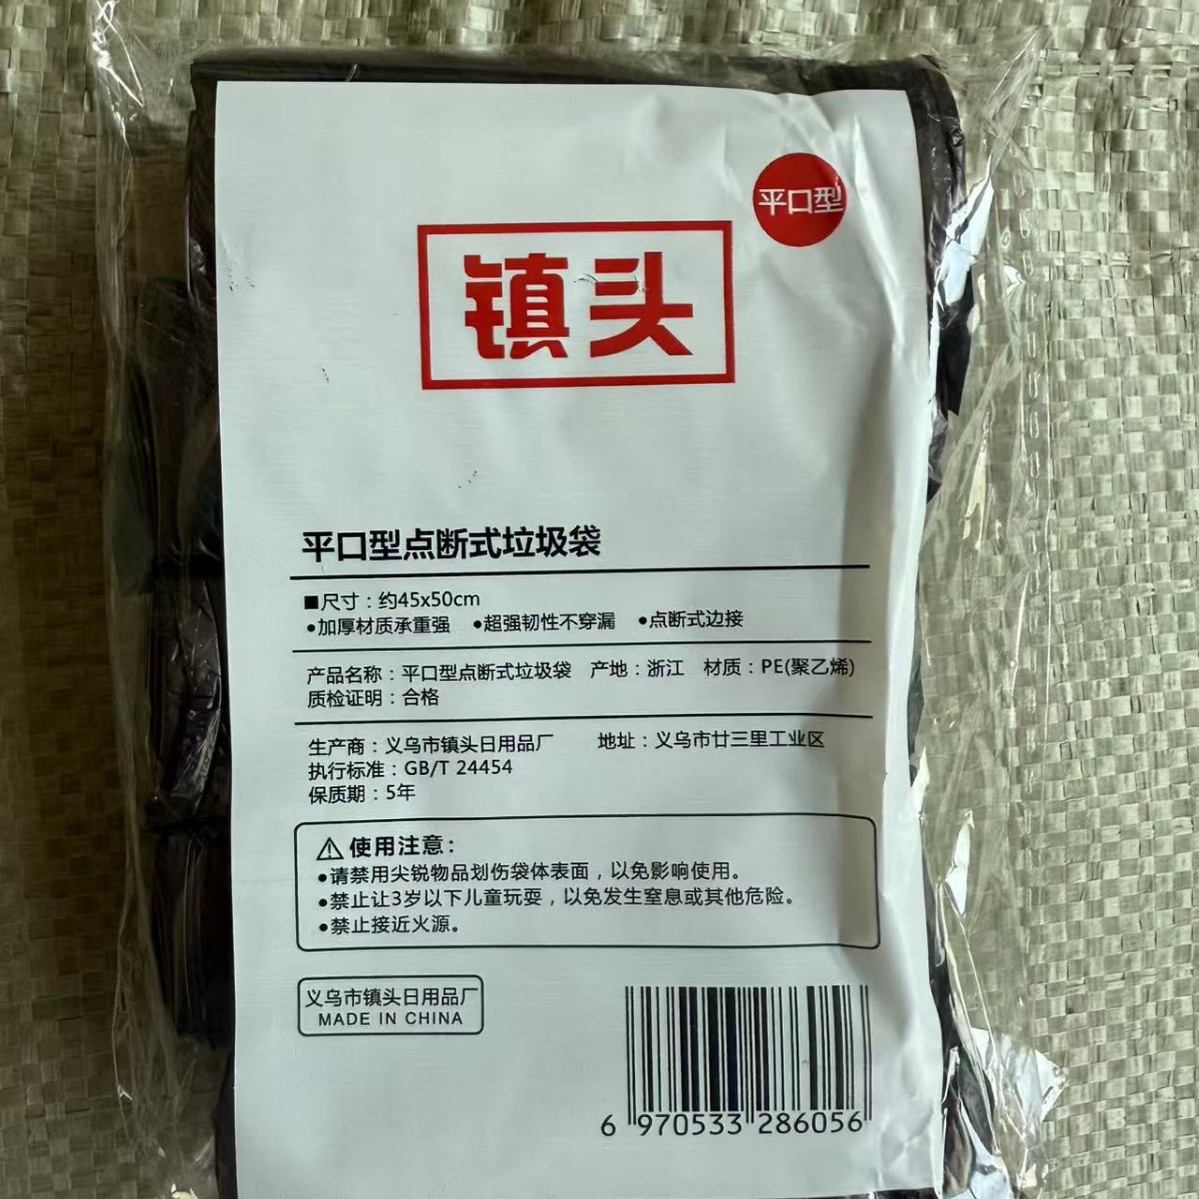 平口型
镇头
平口型点断式垃圾袋
■尺寸：约45x50cm
●加厚材质承重强 ●超强韧性不穿漏 ●点断式边接
产品名称：平口型点断式垃圾袋 产地：浙江 材质：PE(聚乙烯)
质检证明：合格
生产商：义乌市镇头日用品厂 地址：义乌市廿三里工业区
执行标准：GB/T 24454
保质期：5年
⚠使用注意：
●请禁用尖锐物品划伤袋体表面，以免影响使用。
●禁止让3岁以下儿童玩耍，以免发生窒息或其他危险。
●禁止接近火源。
义乌市镇头日用品厂
MADE IN CHINA
6 970533 286056